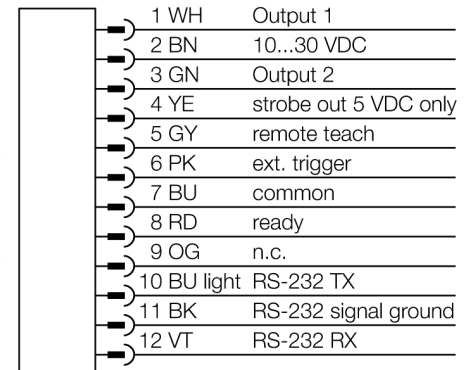 1 WH Output 1
2 BN 10...30 VDC
3 GN Output 2
4 YE strobe out 5 VDC only
5 GY remote teach
6 PK ext. trigger
7 BU common
8 RD ready
9 OG n.c.
10 BU light RS-232 TX
11 BK RS-232 signal ground
12 VT RS-232 RX